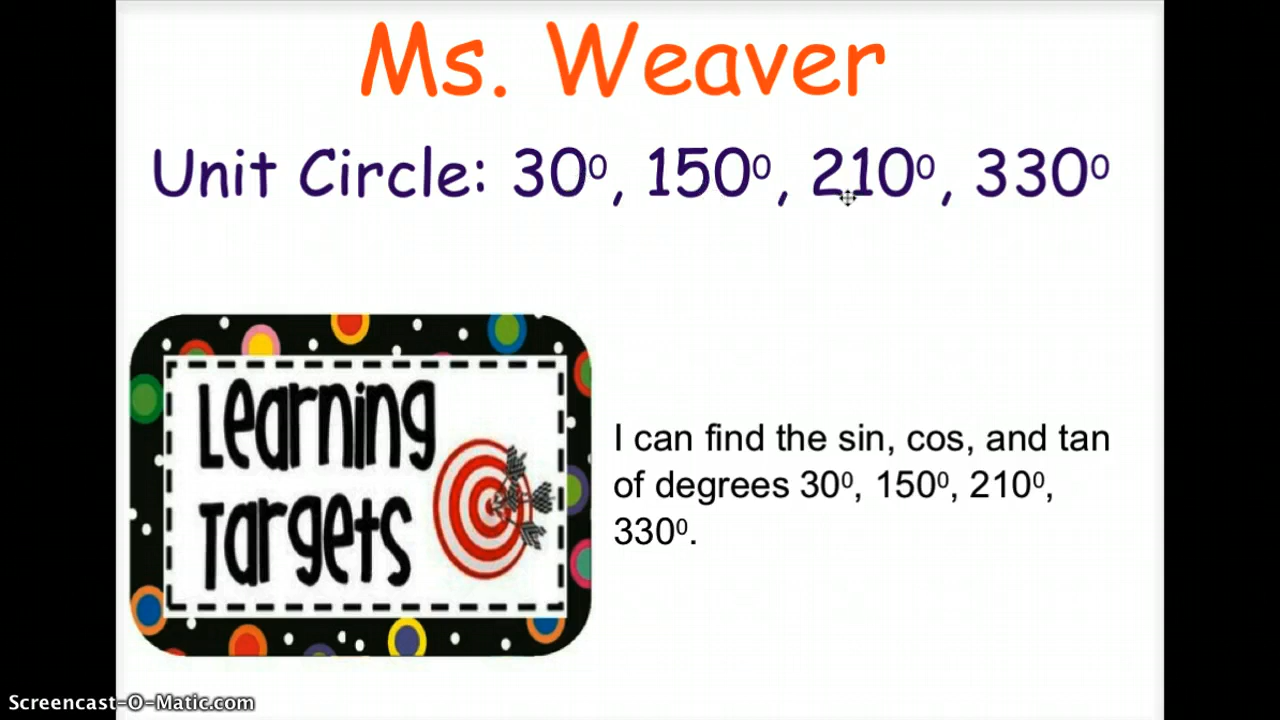 Ms. Weaver
Unit Circle: 30⁰, 150⁰, 210⁰, 330⁰
Learning
Targets
I can find the sin, cos, and tan
of degrees 30⁰, 150⁰, 210⁰,
330⁰.
Screencast-O-Matic.com